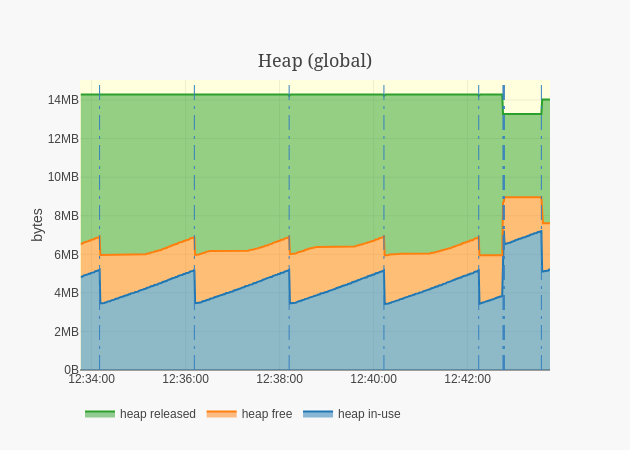 Heap (global)
14MB
12MB
10MB
8MB
6MB
4MB
2MB
0B
bytes
12:34:00 12:36:00 12:38:00 12:40:00 12:42:00
heap released heap free heap in-use